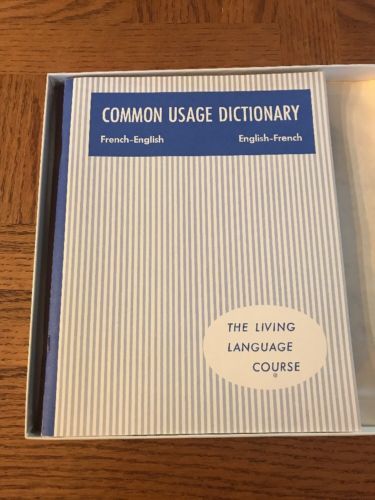 COMMON USAGE DICTIONARY
French-English English-French
THE LIVING
LANGUAGE
COURSE
®